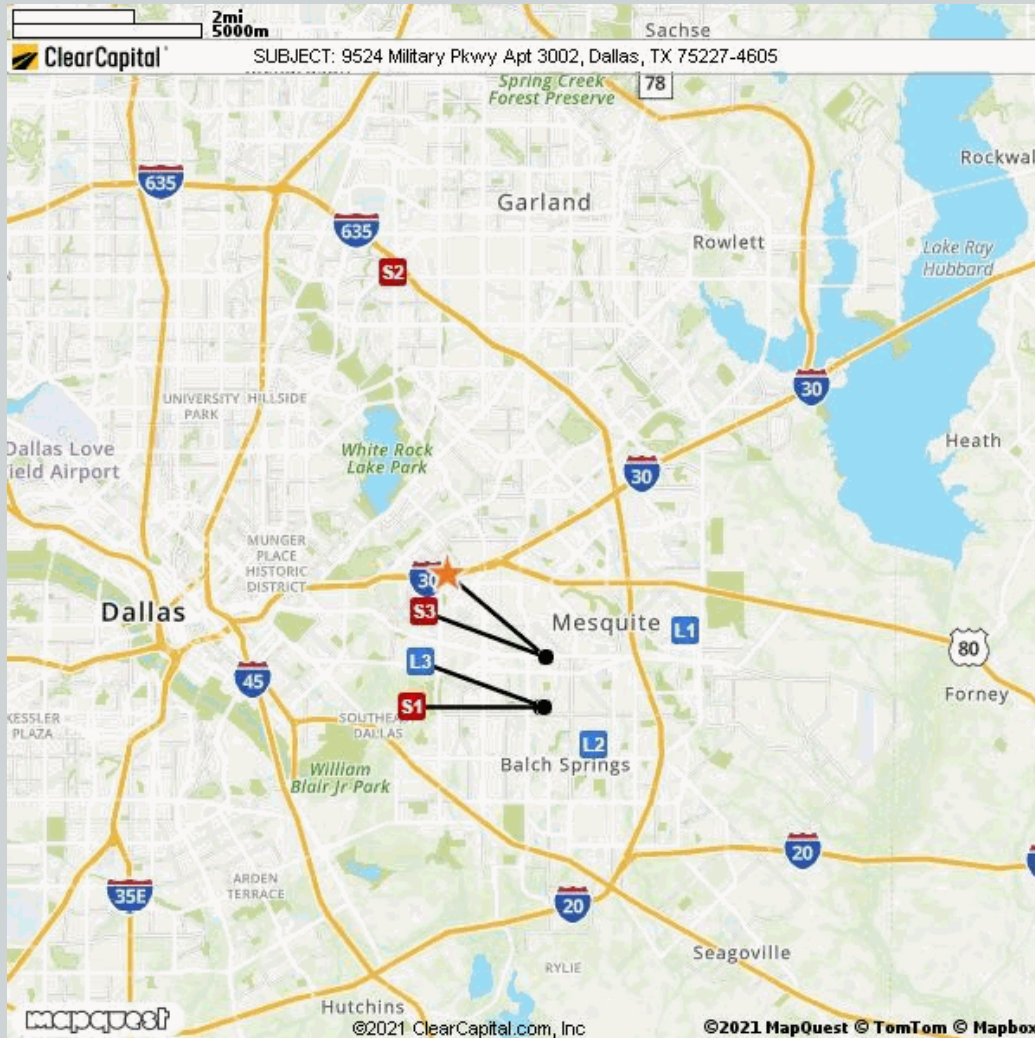 2mi
5000m
ClearCapital
SUBJECT: 9524 Military Pkwy Apt 3002, Dallas, TX 75227-4605
Sachse
Spring Creek
Forest Preserve
78
Rockwal
635
Garland
635
Rowlett
Lake Ray
Hubbard
S2
30
UNIVERSITY
PARK
HILLSIDE
Dallas Love
ield Airport
White Rock
Lake Park
Heath
30
MUNGER
PLACE
HISTORIC
DISTRICT
30
Dallas
S3
Mesquite
L1
L3
80
45
Forney
S1
KESSLER
PLAZA
SOUTHEA
DALLAS
L2
Balch Springs
William
Blair Jr Park
20
35E
ARDEN
TERRACE
20
Seagoville
RYLIE
Hutchins
mapquest
©2021 ClearCapital.com, Inc
©2021 MapQuest © TomTom © Mapbox